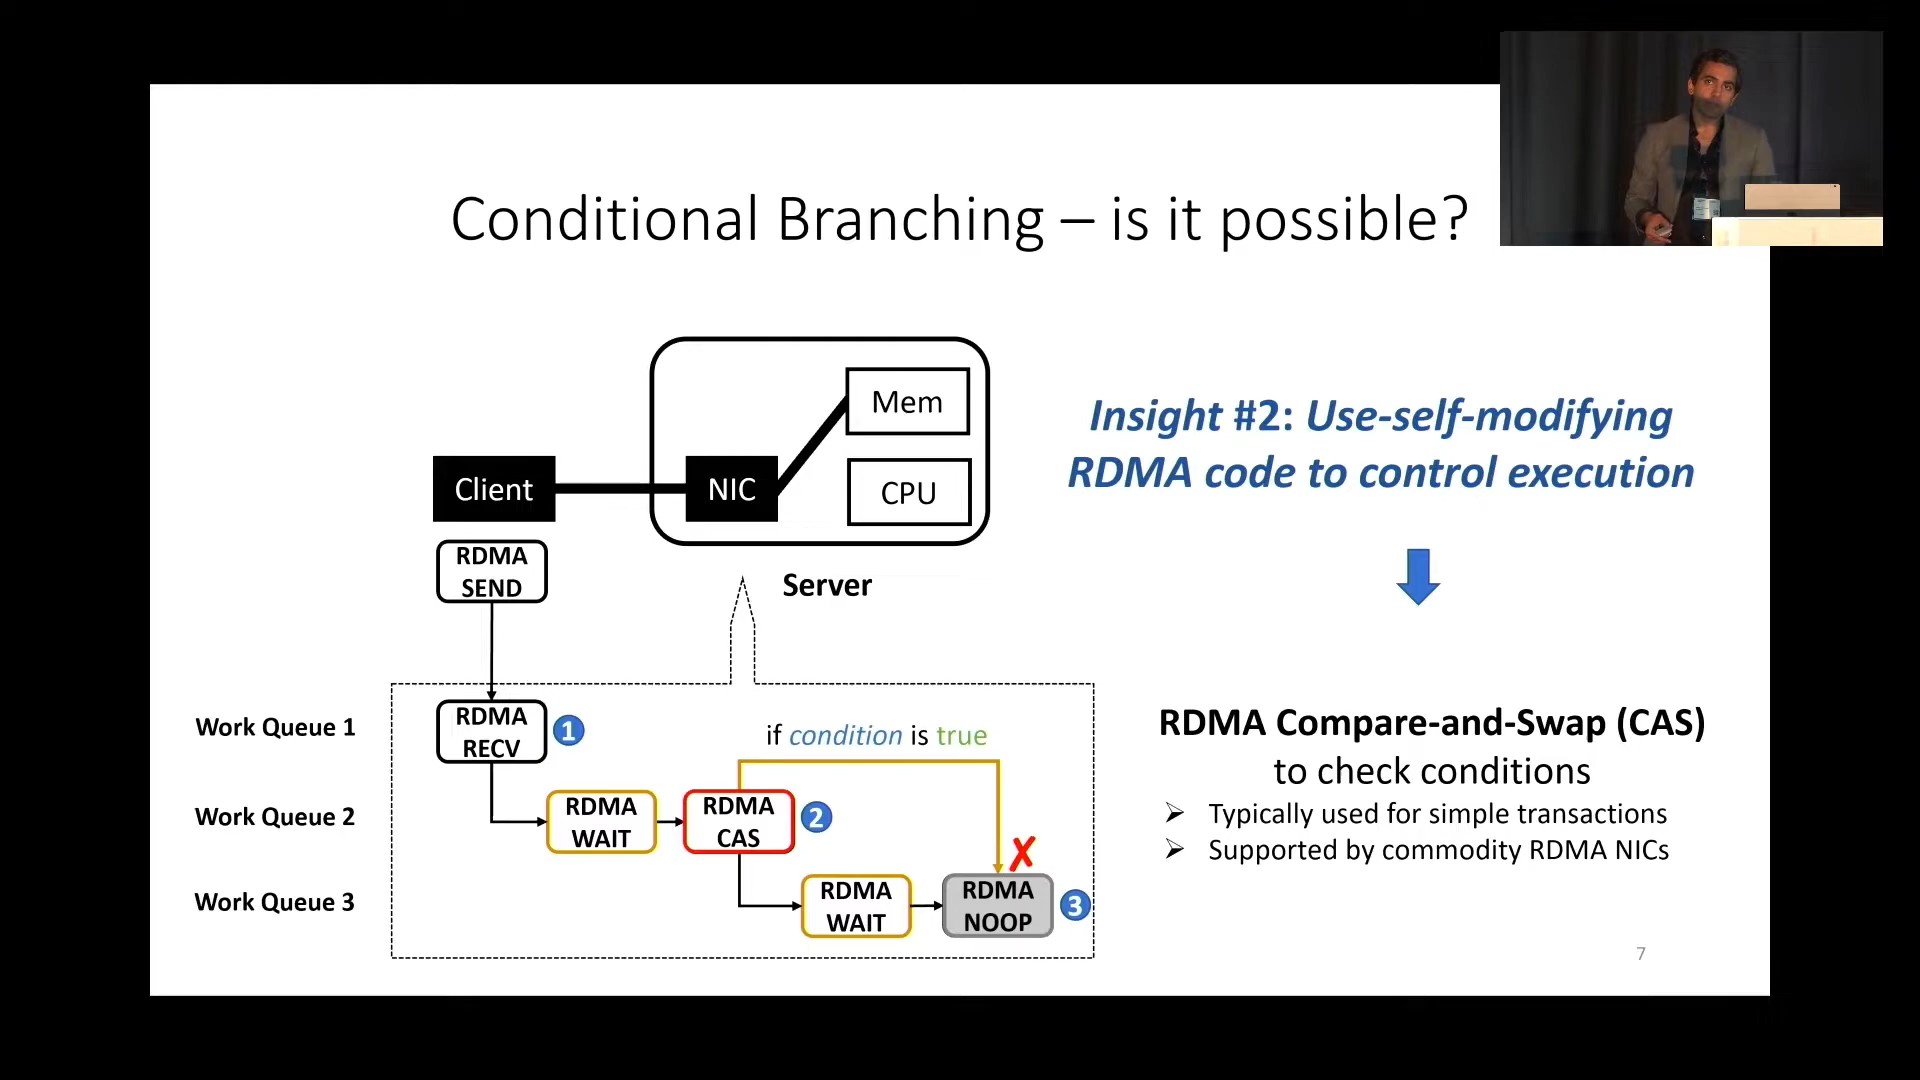 Conditional Branching – is it possible?
Mem
Client
NIC
CPU
Insight #2: Use-self-modifying
RDMA code to control execution
RDMA
SEND
Server
Work Queue 1
RDMA
RECV
1
if condition is true
RDMA Compare-and-Swap (CAS)
to check conditions
➢ Typically used for simple transactions
➢ Supported by commodity RDMA NICs
Work Queue 2
RDMA
WAIT
RDMA
CAS
2
✗
Work Queue 3
RDMA
WAIT
RDMA
NOOP
3
7